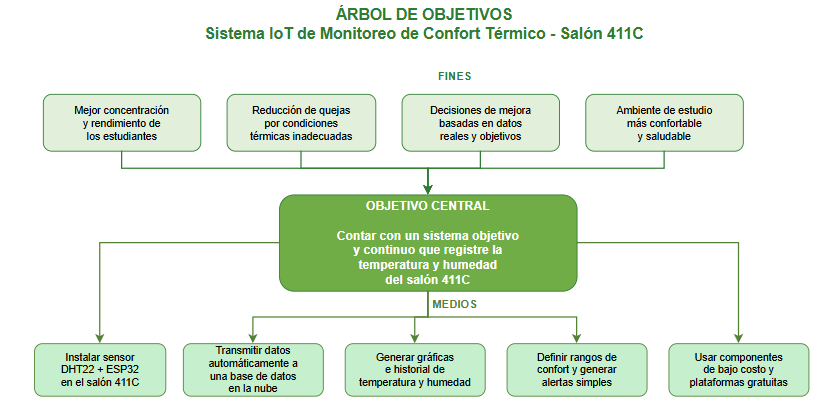 ÁRBOL DE OBJETIVOS
Sistema IoT de Monitoreo de Confort Térmico - Salón 411C
FINES
Mejor concentración
y rendimiento de
los estudiantes
Reducción de quejas
por condiciones
térmicas inadecuadas
Decisiones de mejora
basadas en datos
reales y objetivos
Ambiente de estudio
más confortable
y saludable
OBJETIVO CENTRAL
Contar con un sistema objetivo
y continuo que registre la
temperatura y humedad
del salón 411C
MEDIOS
Instalar sensor
DHT22 + ESP32
en el salón 411C
Transmitir datos
automáticamente a
una base de datos
en la nube
Generar gráficas
e historial de
temperatura y humedad
Definir rangos de
confort y generar
alertas simples
Usar componentes
de bajo costo y
plataformas gratuitas